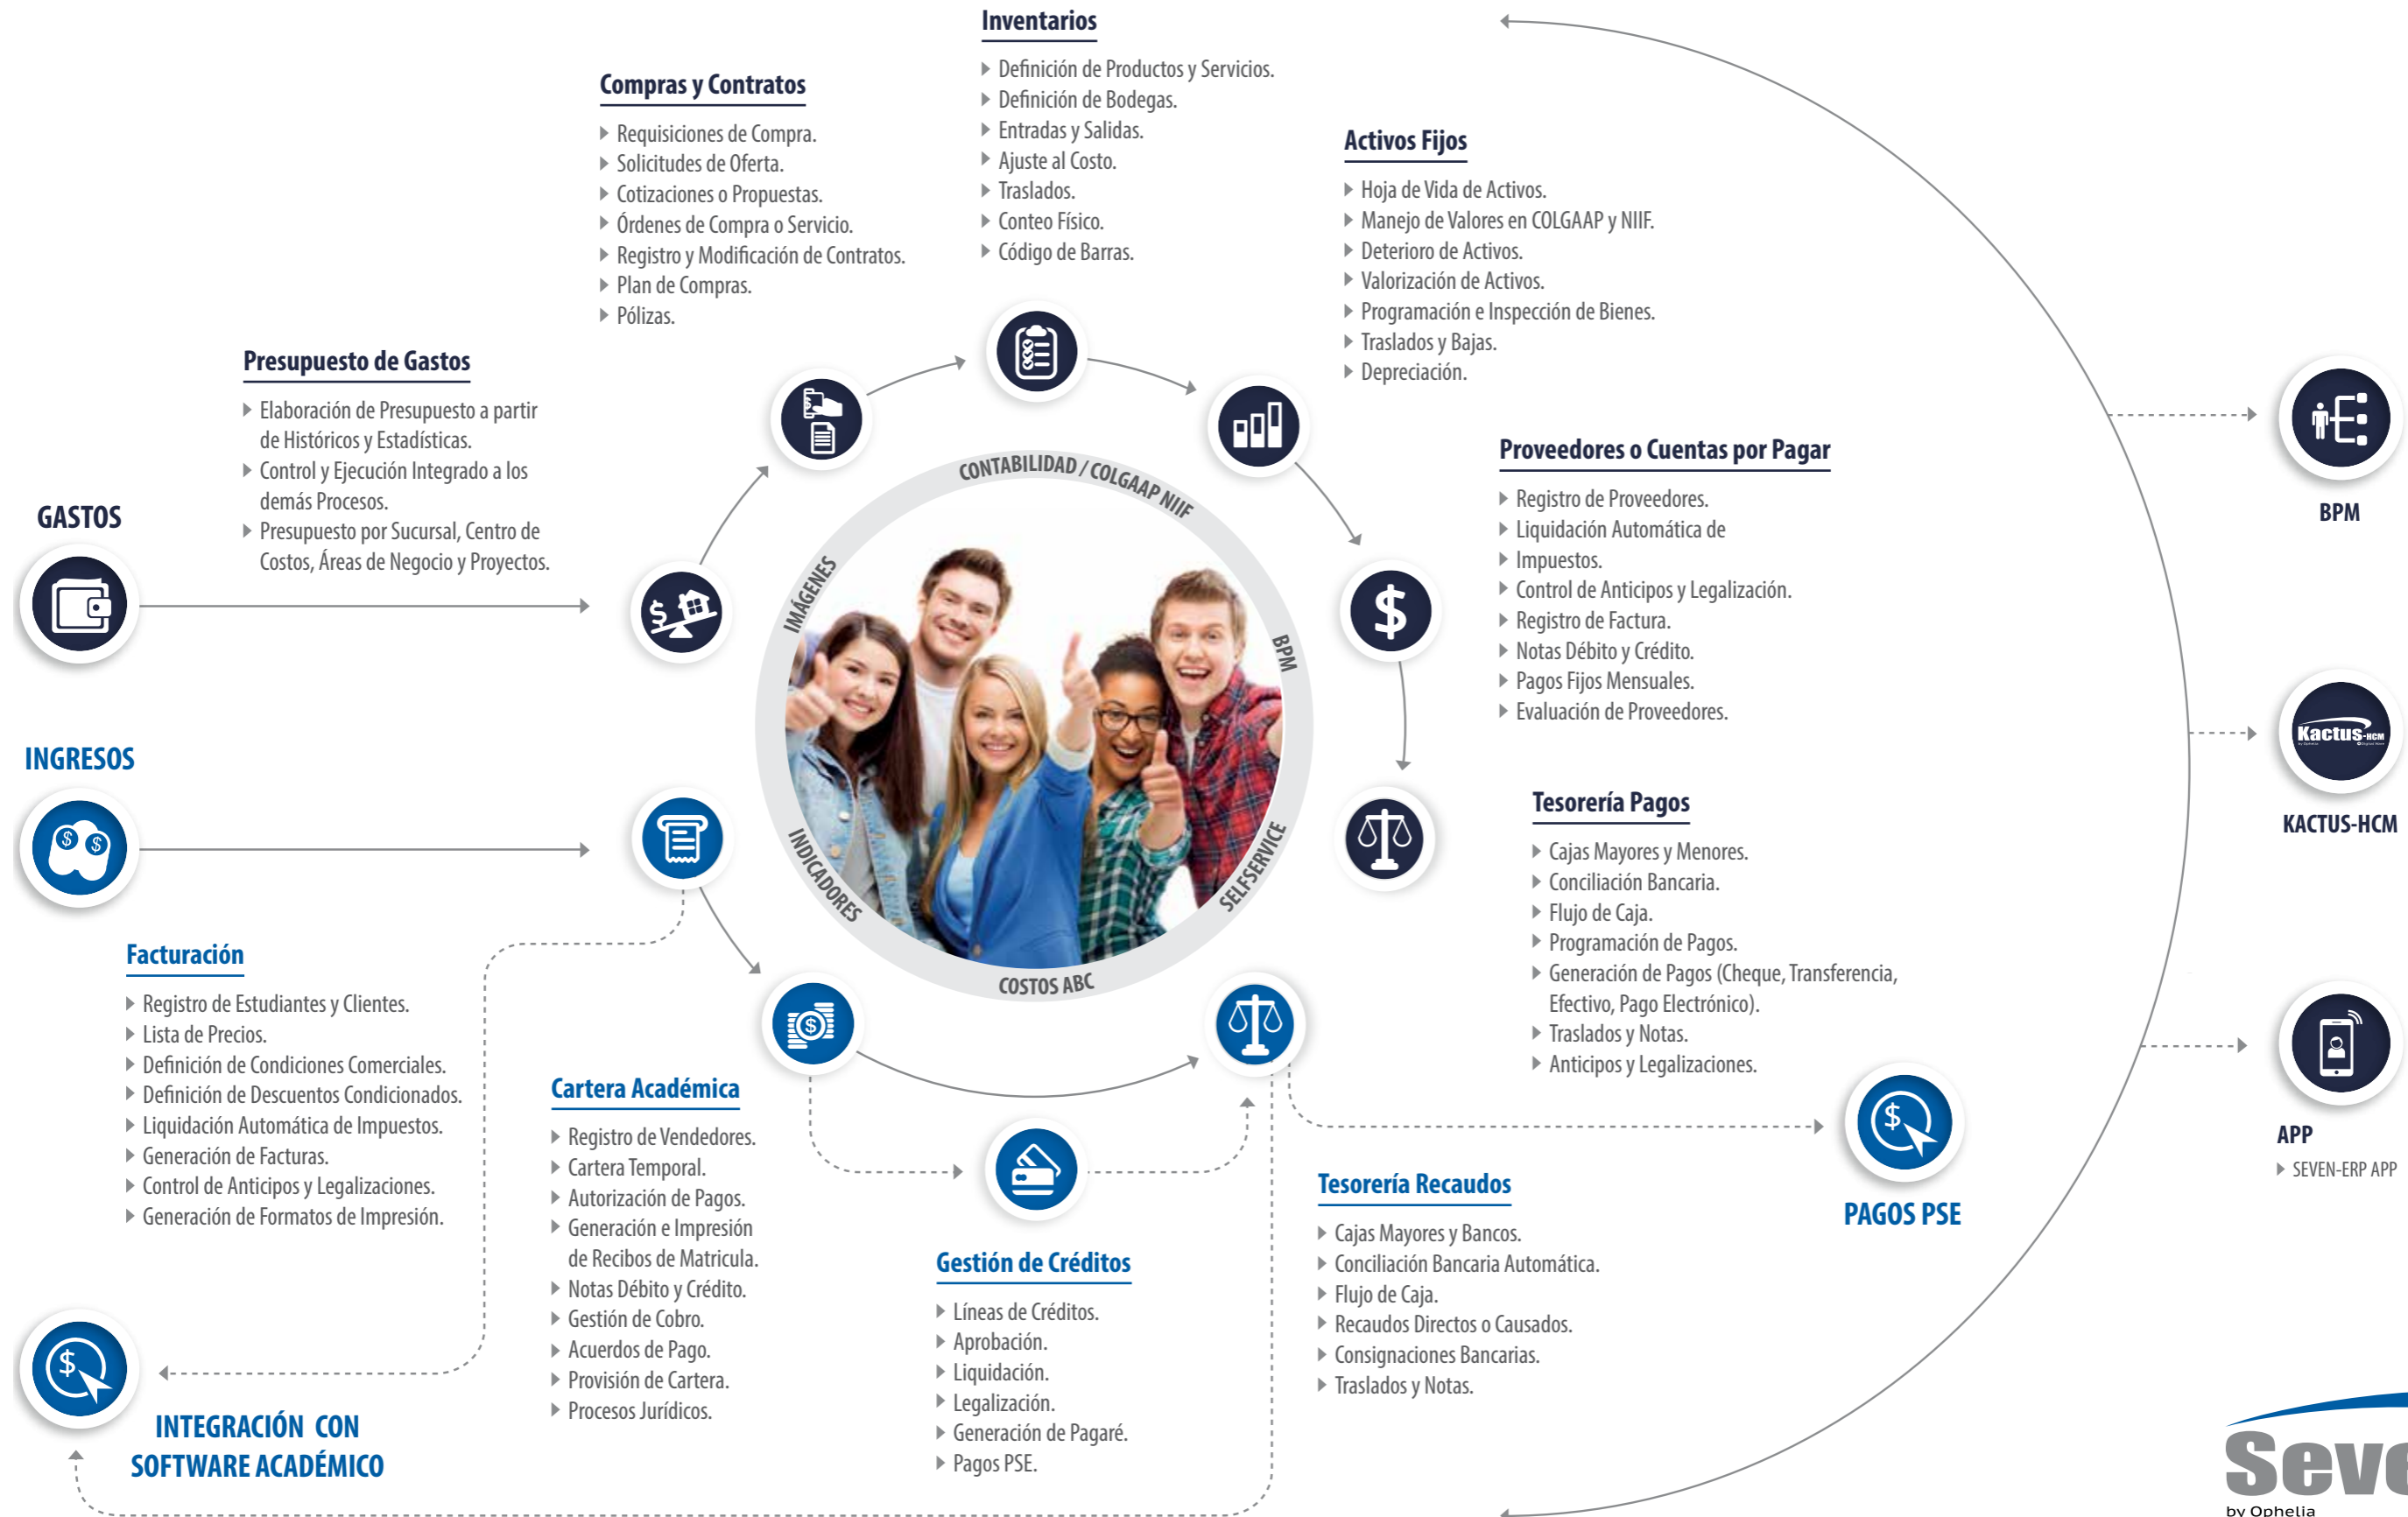 Inventarios
Definición de Productos y Servicios.
Definición de Bodegas.
Entradas y Salidas.
Ajuste al Costo.
Traslados.
Conteo Físico.
Código de Barras.
Compras y Contratos
Requisiciones de Compra.
Solicitudes de Oferta.
Cotizaciones o Propuestas.
Órdenes de Compra o Servicio.
Registro y Modificación de Contratos.
Plan de Compras.
Pólizas.
Activos Fijos
Hoja de Vida de Activos.
Manejo de Valores en COLGAAP y NIIF.
Deterioro de Activos.
Valorización de Activos.
Programación e Inspección de Bienes.
Traslados y Bajas.
Depreciación.
Presupuesto de Gastos
Elaboración de Presupuesto a partir
de Históricos y Estadísticas.
Control y Ejecución Integrado a los
demás Procesos.
Presupuesto por Sucursal, Centro de
Costos, Áreas de Negocio y Proyectos.
GASTOS
Proveedores o Cuentas por Pagar
Registro de Proveedores.
Liquidación Automática de
Impuestos.
Control de Anticipos y Legalización.
Registro de Factura.
Notas Débito y Crédito.
Pagos Fijos Mensuales.
Evaluación de Proveedores.
BPM
CONTABILIDAD / COLGAAP NIIF
IMÁGENES
BPM
INDICADORES
SELFSERVICE
COSTOS ABC
$
$
INGRESOS
$ $
Kactus-HCM
KACTUS-HCM
Tesorería Pagos
Cajas Mayores y Menores.
Conciliación Bancaria.
Flujo de Caja.
Programación de Pagos.
Generación de Pagos (Cheque, Transferencia,
Efectivo, Pago Electrónico).
Traslados y Notas.
Anticipos y Legalizaciones.
Facturación
Registro de Estudiantes y Clientes.
Lista de Precios.
Definición de Condiciones Comerciales.
Definición de Descuentos Condicionados.
Liquidación Automática de Impuestos.
Generación de Facturas.
Control de Anticipos y Legalizaciones.
Generación de Formatos de Impresión.
$
Cartera Académica
Registro de Vendedores.
Cartera Temporal.
Autorización de Pagos.
Generación e Impresión
de Recibos de Matricula.
Notas Débito y Crédito.
Gestión de Cobro.
Acuerdos de Pago.
Provisión de Cartera.
Procesos Jurídicos.
Gestión de Créditos
Líneas de Créditos.
Aprobación.
Liquidación.
Legalización.
Generación de Pagaré.
Pagos PSE.
Tesorería Recaudos
Cajas Mayores y Bancos.
Conciliación Bancaria Automática.
Flujo de Caja.
Recaudos Directos o Causados.
Consignaciones Bancarias.
Traslados y Notas.
$
PAGOS PSE
APP
SEVEN-ERP APP
$
INTEGRACIÓN CON
SOFTWARE ACADÉMICO
Seve
by Ophelia